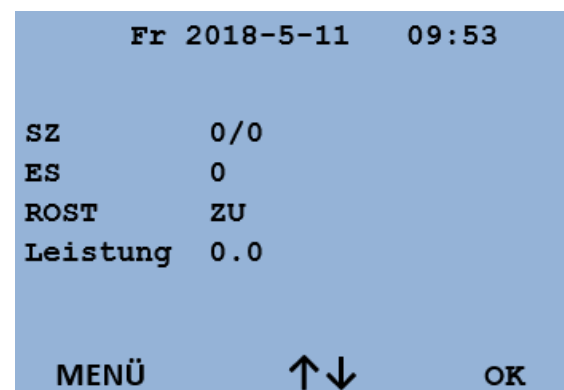 Fr 2018-5-11 09:53
SZ 0/0
ES 0
ROST ZU
Leistung 0.0
MENÜ ↑↓ OK